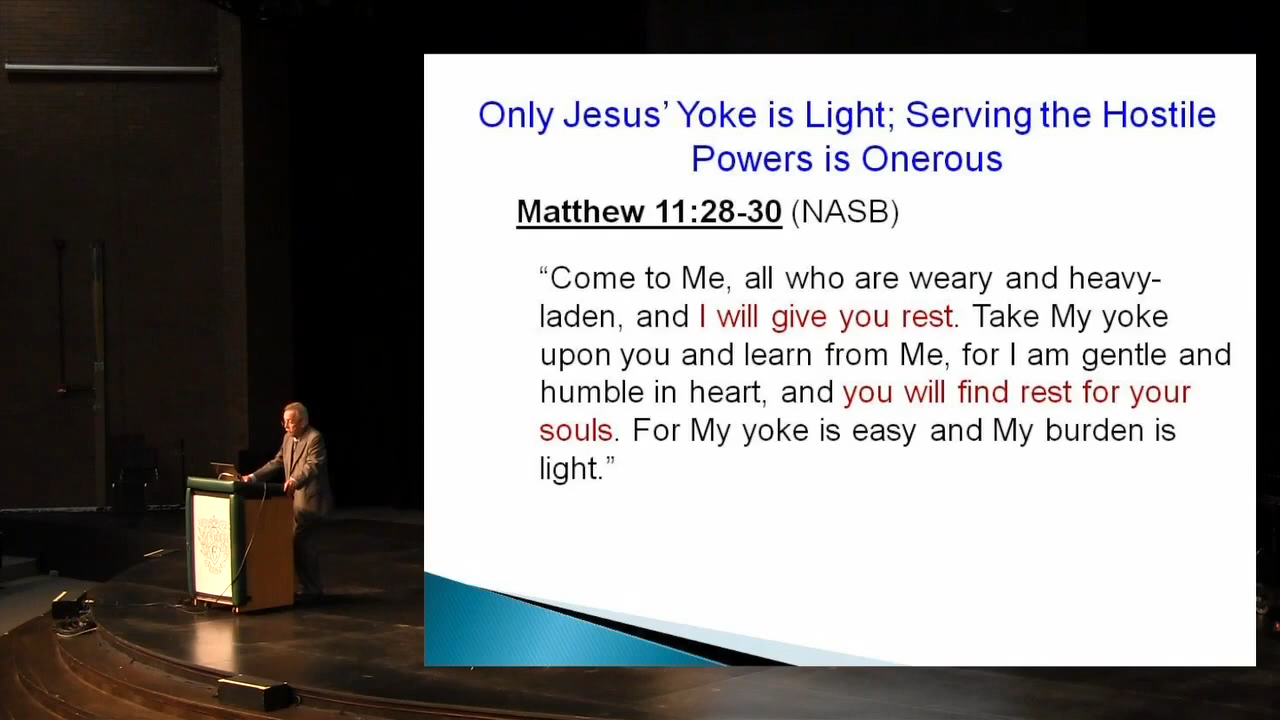 Only Jesus’ Yoke is Light; Serving the Hostile
Powers is Onerous
Matthew 11:28-30 (NASB)
“Come to Me, all who are weary and heavy-
laden, and I will give you rest. Take My yoke
upon you and learn from Me, for I am gentle and
humble in heart, and you will find rest for your
souls. For My yoke is easy and My burden is
light.”